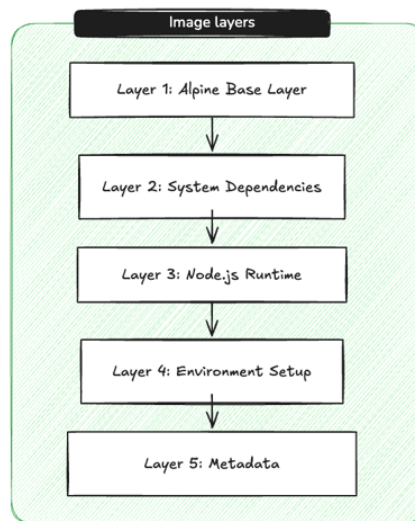 Image layers
Layer 1: Alpine Base Layer
Layer 2: System Dependencies
Layer 3: Node.js Runtime
Layer 4: Environment Setup
Layer 5: Metadata